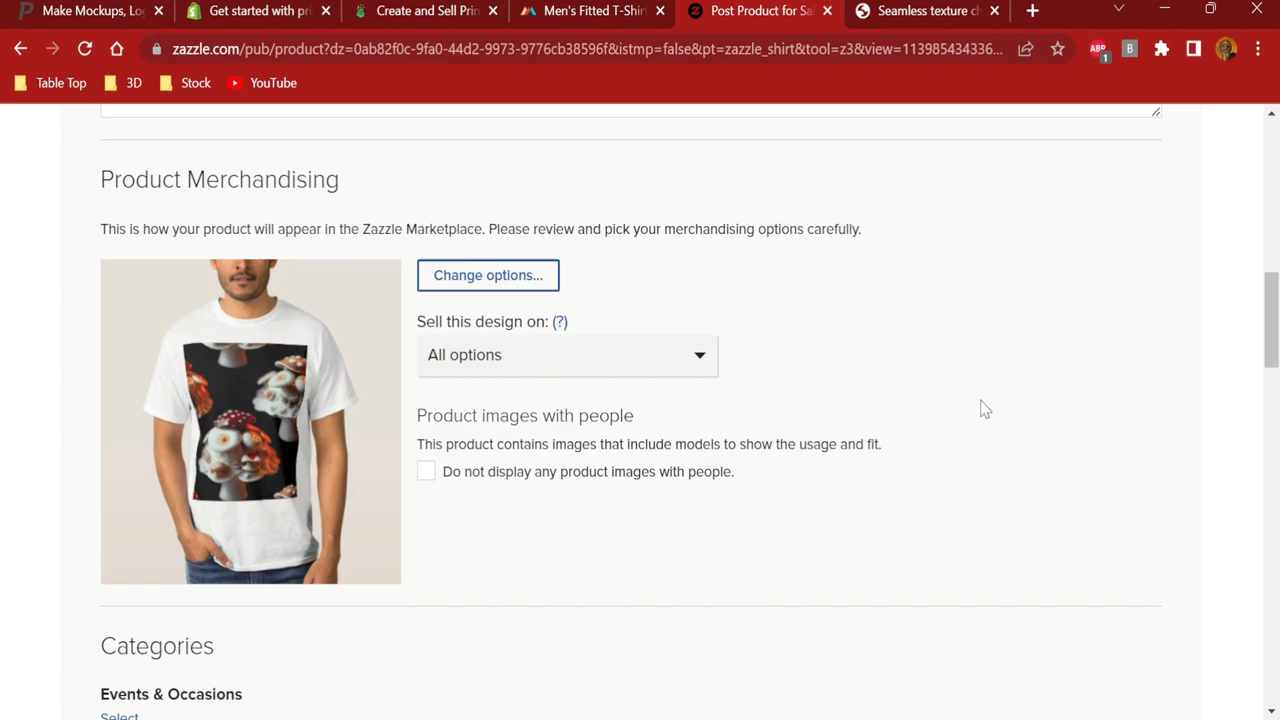 Make Mockups, Lo
Get started with pri
Create and Sell Prin
Men's Fitted T-Shirt
Post Product for Sa
Seamless texture ch
zazzle.com/pub/product?dz=0ab82f0c-9fa0-44d2-9973-9776cb38596f&istmp=false&pt=zazzle_shirt&tool=z3&view=113985434336...
ABP
1
B
Table Top
3D
Stock
YouTube
Product Merchandising
This is how your product will appear in the Zazzle Marketplace. Please review and pick your merchandising options carefully.
Change options...
Sell this design on: (?)
All options
Product images with people
This product contains images that include models to show the usage and fit.
Do not display any product images with people.
Categories
Events & Occasions
Select